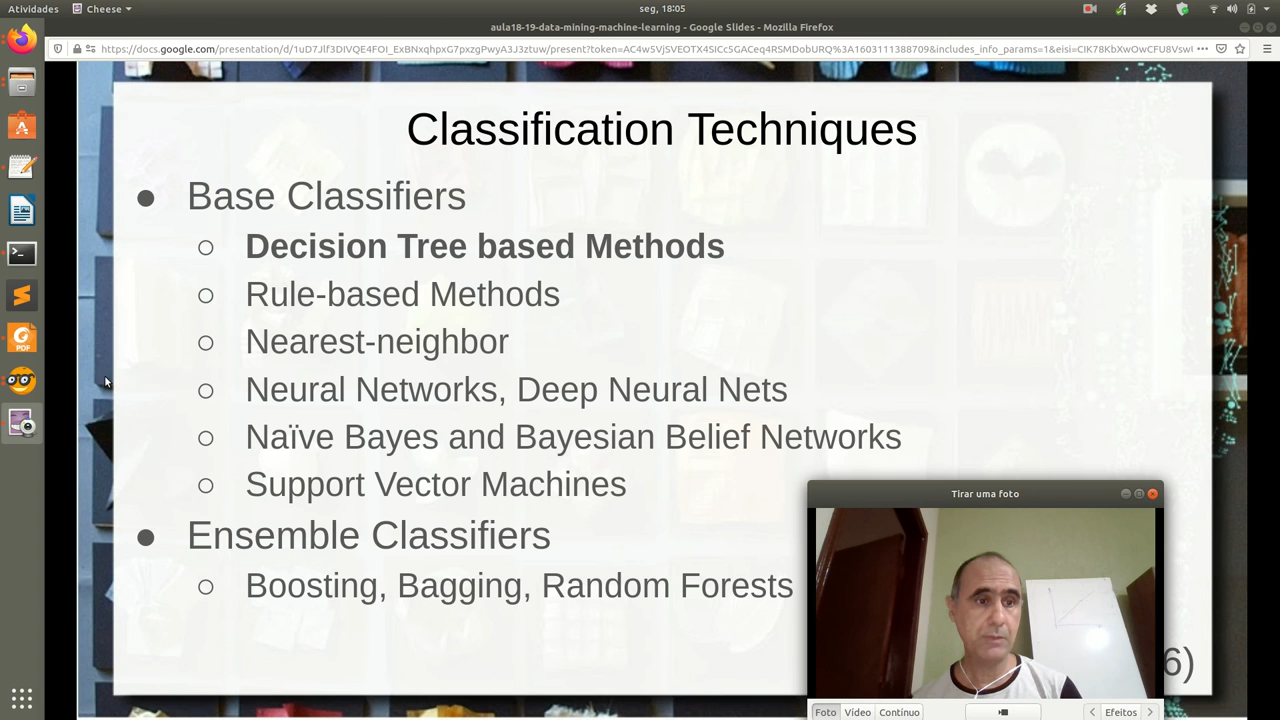 Atividades
Cheese
seg, 18:05
aula18-19-data-mining-machine-learning - Google Slides - Mozilla Firefox
Classification Techniques
● Base Classifiers
○ Decision Tree based Methods
○ Rule-based Methods
○ Nearest-neighbor
○ Neural Networks, Deep Neural Nets
○ Naïve Bayes and Bayesian Belief Networks
○ Support Vector Machines
● Ensemble Classifiers
○ Boosting, Bagging, Random Forests
6)
PDF
Tirar uma foto
Foto
Vídeo
Contínuo
Efeitos